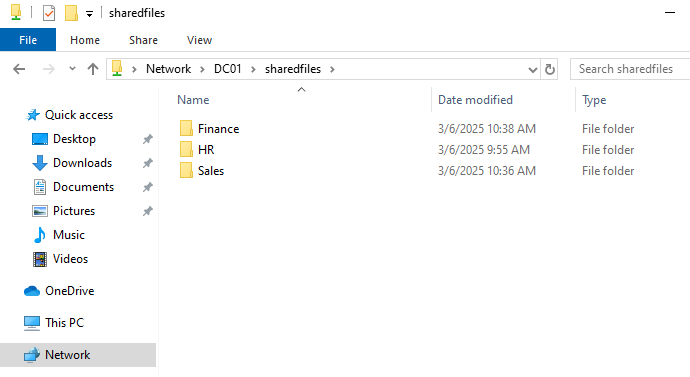 sharedfiles
File Home Share View
Network DC01 sharedfiles Search sharedfiles
Name Date modified Type
Quick access
Desktop
Downloads
Documents
Pictures
Music
Videos
OneDrive
This PC
Network
Finance 3/6/2025 10:38 AM File folder
HR 3/6/2025 9:55 AM File folder
Sales 3/6/2025 10:36 AM File folder